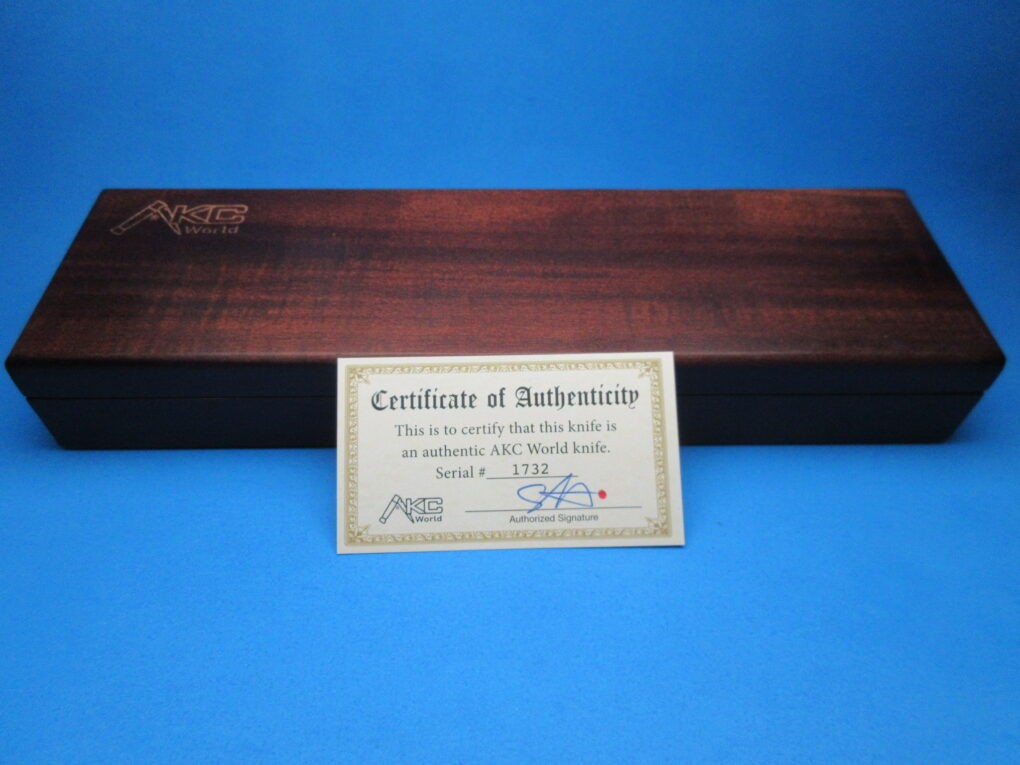 AKC
World
Certificate of Authenticity
This is to certify that this knife is
an authentic AKC World knife.
Serial # 1732
AKC
World
Authorized Signature